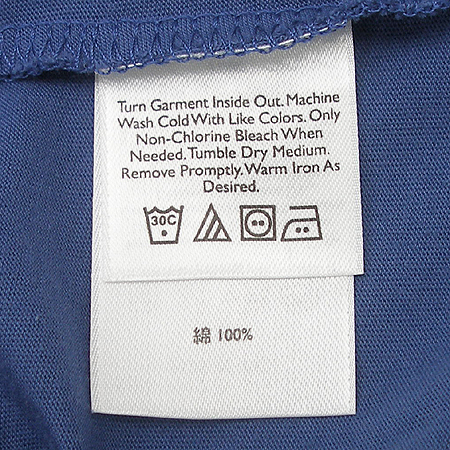 Turn Garment Inside Out. Machine
Wash Cold With Like Colors. Only
Non-Chlorine Bleach When
Needed. Tumble Dry Medium.
Remove Promptly. Warm Iron As
Desired.
30C
綿 100%